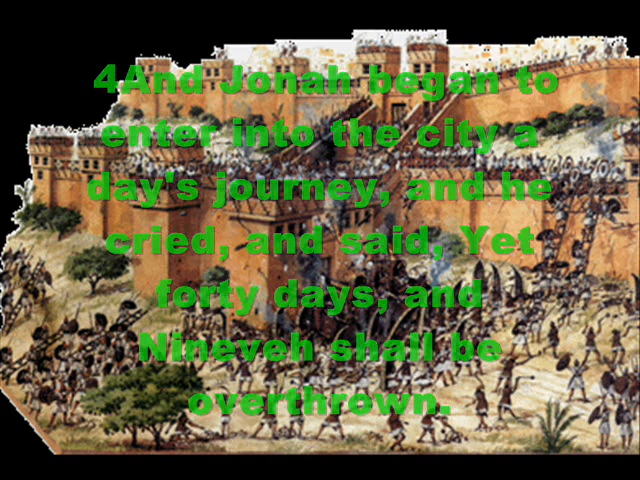 4And Jonah began to
enter into the city a
day's journey, and he
cried, and said, Yet
forty days, and
Nineveh shall be
overthrown.